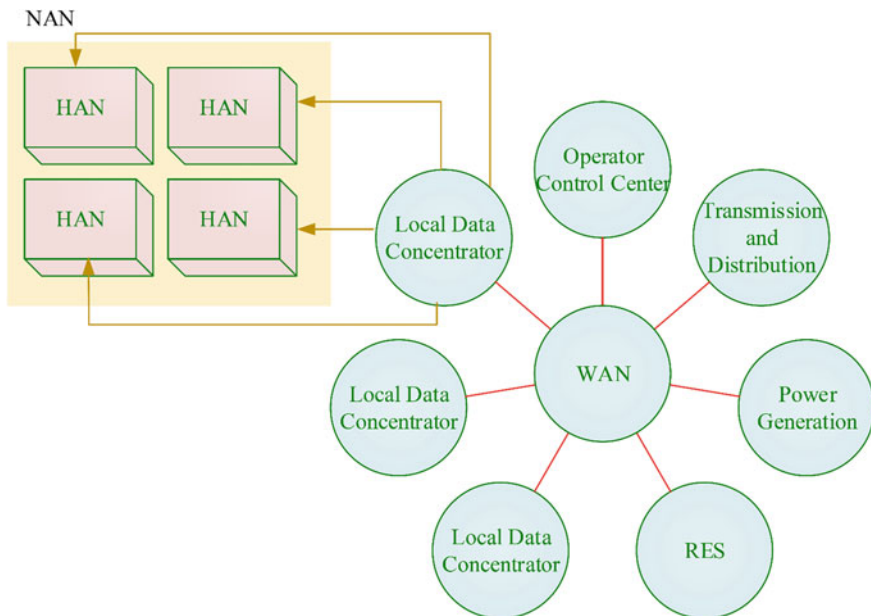 NAN
HAN
HAN
HAN
HAN
Local Data
Concentrator
Operator
Control Center
Transmission
and
Distribution
WAN
Local Data
Concentrator
Power
Generation
Local Data
Concentrator
RES